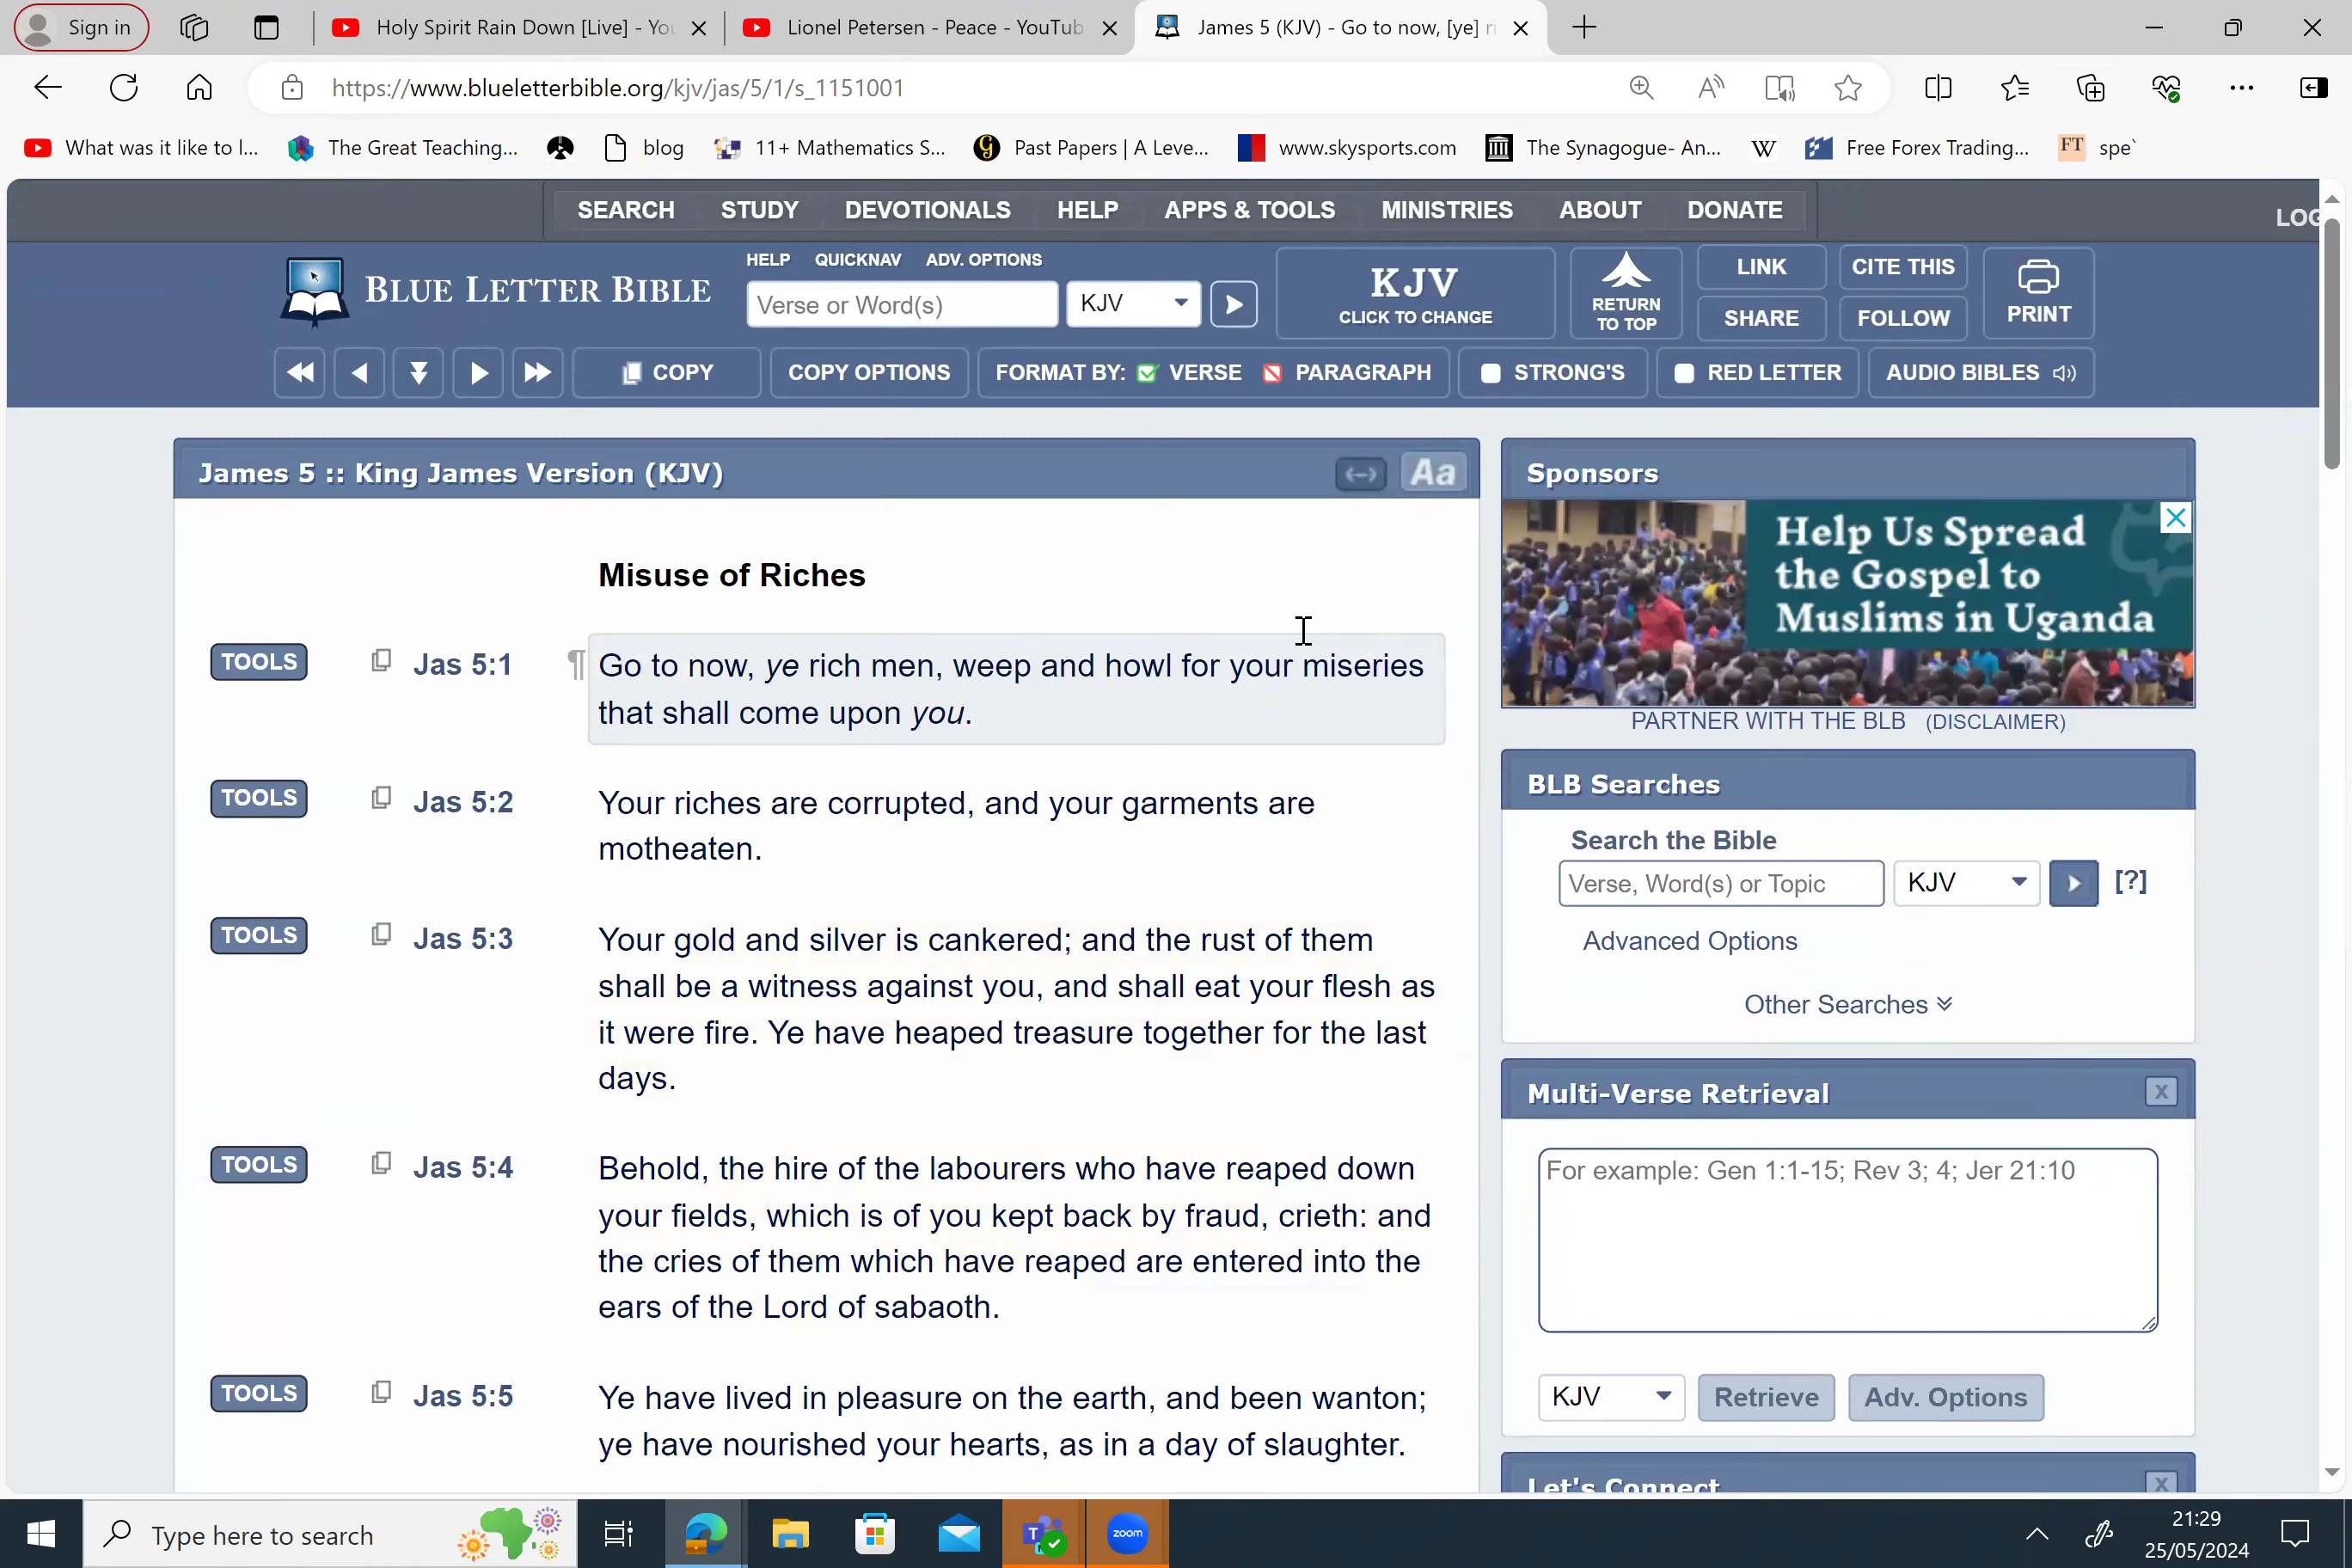 Sign in
Holy Spirit Rain Down [Live] - You
Lionel Petersen - Peace - YouTub
James 5 (KJV) - Go to now, [ye] ri
https://www.blueletterbible.org/kjv/jas/5/1/s_1151001
What was it like to l...
The Great Teaching...
blog
11+ Mathematics S...
Past Papers | A Leve...
www.skysports.com
The Synagogue- An...
W
Free Forex Trading...
FT spe`
SEARCH STUDY DEVOTIONALS HELP APPS & TOOLS MINISTRIES ABOUT DONATE
LOG
BLUE LETTER BIBLE
HELP QUICKNAV ADV. OPTIONS
Verse or Word(s)
KJV
KJV
CLICK TO CHANGE
RETURN
TO TOP
LINK
CITE THIS
SHARE
FOLLOW
PRINT
COPY
COPY OPTIONS
FORMAT BY: VERSE PARAGRAPH
STRONG'S
RED LETTER
AUDIO BIBLES
James 5 :: King James Version (KJV)
Aa
Misuse of Riches
TOOLS Jas 5:1 ¶ Go to now, ye rich men, weep and howl for your miseries
that shall come upon you.
TOOLS Jas 5:2 Your riches are corrupted, and your garments are
motheaten.
TOOLS Jas 5:3 Your gold and silver is cankered; and the rust of them
shall be a witness against you, and shall eat your flesh as
it were fire. Ye have heaped treasure together for the last
days.
TOOLS Jas 5:4 Behold, the hire of the labourers who have reaped down
your fields, which is of you kept back by fraud, crieth: and
the cries of them which have reaped are entered into the
ears of the Lord of sabaoth.
TOOLS Jas 5:5 Ye have lived in pleasure on the earth, and been wanton;
ye have nourished your hearts, as in a day of slaughter.
Sponsors
Help Us Spread
the Gospel to
Muslims in Uganda
PARTNER WITH THE BLB (DISCLAIMER)
BLB Searches
Search the Bible
Verse, Word(s) or Topic
KJV
[?]
Advanced Options
Other Searches
Multi-Verse Retrieval
X
For example: Gen 1:1-15; Rev 3; 4; Jer 21:10
KJV
Retrieve
Adv. Options
Let's Connect
X
Type here to search
T
zoom
21:29
25/05/2024